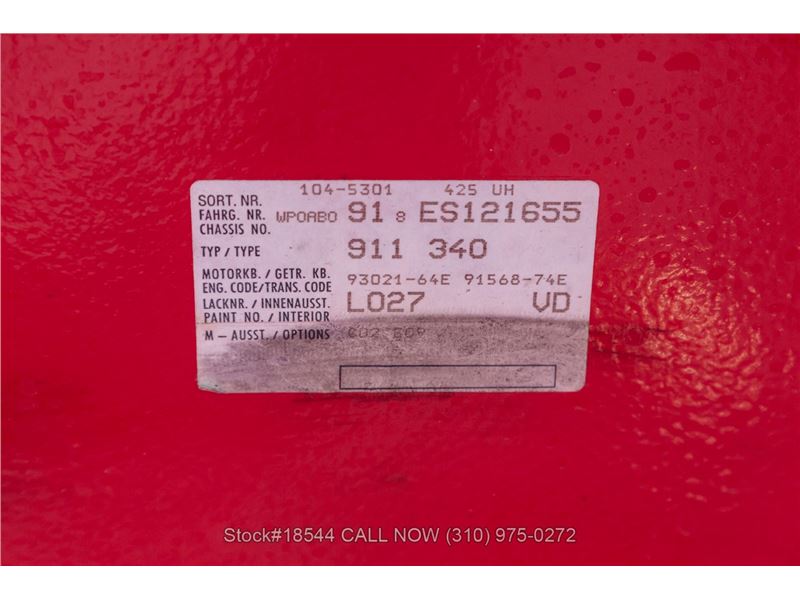 104-5301 425 UH
SORT. NR.
FAHRG. NR. WPOABO 91 8 ES121655
CHASSIS NO.
TYP / TYPE 911 340
MOTORKB. / GETR. KB. 93021-64E 91568-74E
ENG. CODE/TRANS. CODE
LACKNR. / INNENAUSST. L027 VD
PAINT NO. / INTERIOR
M - AUSST. / OPTIONS C02 E09
Stock#18544 CALL NOW (310) 975-0272